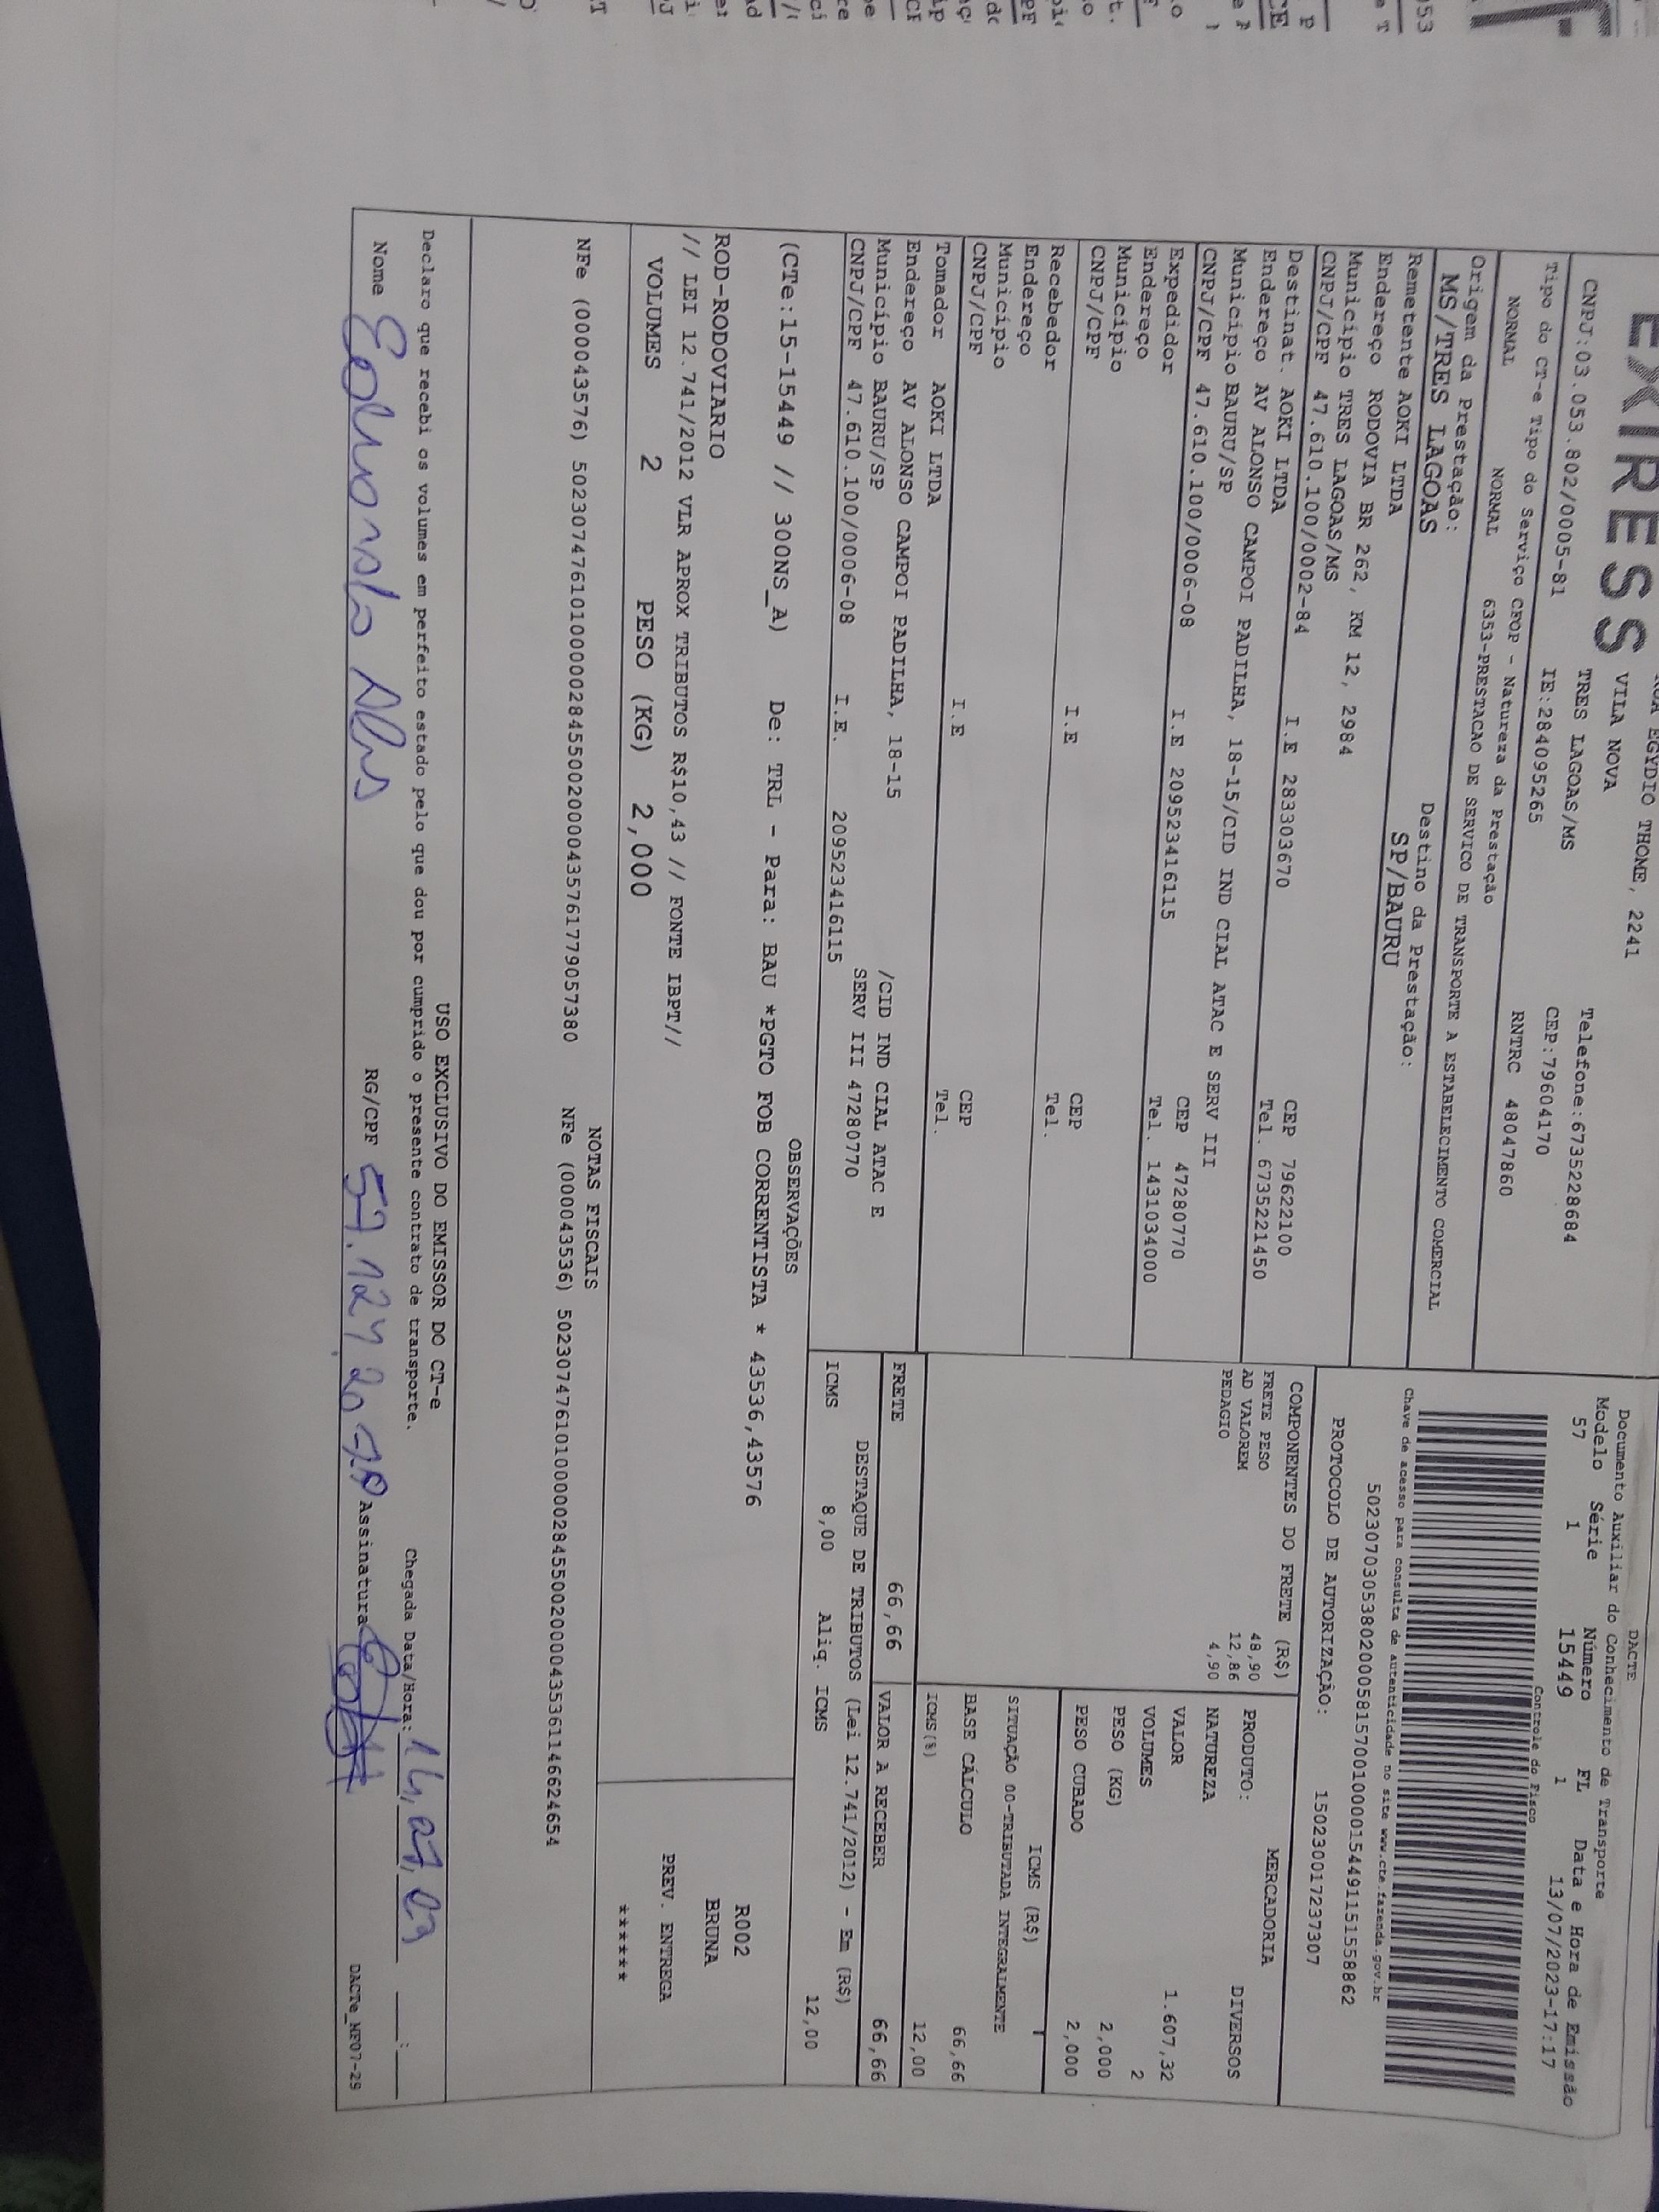 EXPRESS
EGYDIO THOME, 2241
VILA NOVA
TRES LAGOAS/MS
Telefone:6735228684
CNPJ:03.053.802/0005-81
IE:284095265
CEP:79604170
Tipo do CT-e Tipo do Serviço CFOP - Natureza da Prestação
RNTRC 48047860
NORMAL NORMAL 6353-PRESTACAO DE SERVICO DE TRANSPORTE A ESTABELECIMENTO COMERCIAL
Origem da Prestação: Destino da Prestação:
MS/TRES LAGOAS SP/BAURU
Remetente AOKI LTDA
Endereço RODOVIA BR 262, KM 12, 2984
Município TRES LAGOAS/MS CEP 79622100
CNPJ/CPF 47.610.100/0002-84 I.E 283303670 Tel. 6735221450
Destinat. AOKI LTDA
Endereço AV ALONSO CAMPOI PADILHA, 18-15/CID IND CIAL ATAC E SERV III
Município BAURU/SP CEP 47280770
CNPJ/CPF 47.610.100/0006-08 I.E 209523416115 Tel. 1431034000
Expedidor
Endereço
Município CEP
CNPJ/CPF I.E Tel.
Recebedor
Endereço
Município CEP
CNPJ/CPF I.E Tel.
Tomador AOKI LTDA
Endereço AV ALONSO CAMPOI PADILHA, 18-15 /CID IND CIAL ATAC E
Município BAURU/SP SERV III 47280770
CNPJ/CPF 47.610.100/0006-08 I.E. 209523416115
DACTE
Documento Auxiliar do Conhecimento de Transporte
Modelo Série Número FL Data e Hora de Emissão
57 1 15449 1 13/07/2023-17:17
Controle do Fisco
Chave de acesso para consulta de autenticidade no site www.cte.fazenda.gov.br
50230703053802000581570010000154491151558862
PROTOCOLO DE AUTORIZAÇÃO: 150230017237307
COMPONENTES DO FRETE (R$)
FRETE PESO 48,90
AD VALOREM 12,86
PEDAGIO 4,90
MERCADORIA
PRODUTO: DIVERSOS
NATUREZA
VALOR 1.607,32
VOLUMES 2
PESO (KG) 2,000
PESO CUBADO 2,000
ICMS (R$)
SITUAÇÃO 00-TRIBUTADA INTEGRALMENTE
BASE CÁLCULO 66,66
ICMS(%) 12,00
FRETE 66,66 VALOR A RECEBER 66,66
DESTAQUE DE TRIBUTOS (Lei 12.741/2012) - Em (R$)
ICMS 8,00 Aliq. ICMS 12,00
OBSERVAÇÕES
(CTe:15-15449 // 300NS_A) De: TRL - Para: BAU *PGTO FOB CORRENTISTA * 43536,43576
ROD-RODOVIARIO
// LEI 12.741/2012 VLR APROX TRIBUTOS R$10,43 // FONTE IBPT//
VOLUMES 2 PESO (KG) 2,000
R002
BRUNA
PREV. ENTREGA
******
NOTAS FISCAIS
NFe (000043576) 50230747610100000284550020000435761779057380 NFe (000043536) 50230747610100000284550020000435361146624654
USO EXCLUSIVO DO EMISSOR DO CT-e
Declaro que recebi os volumes em perfeito estado pelo que dou por cumprido o presente contrato de transporte. Chegada Data/Hora:
Nome RG/CPF Assinatura
DACTe_NF07-29